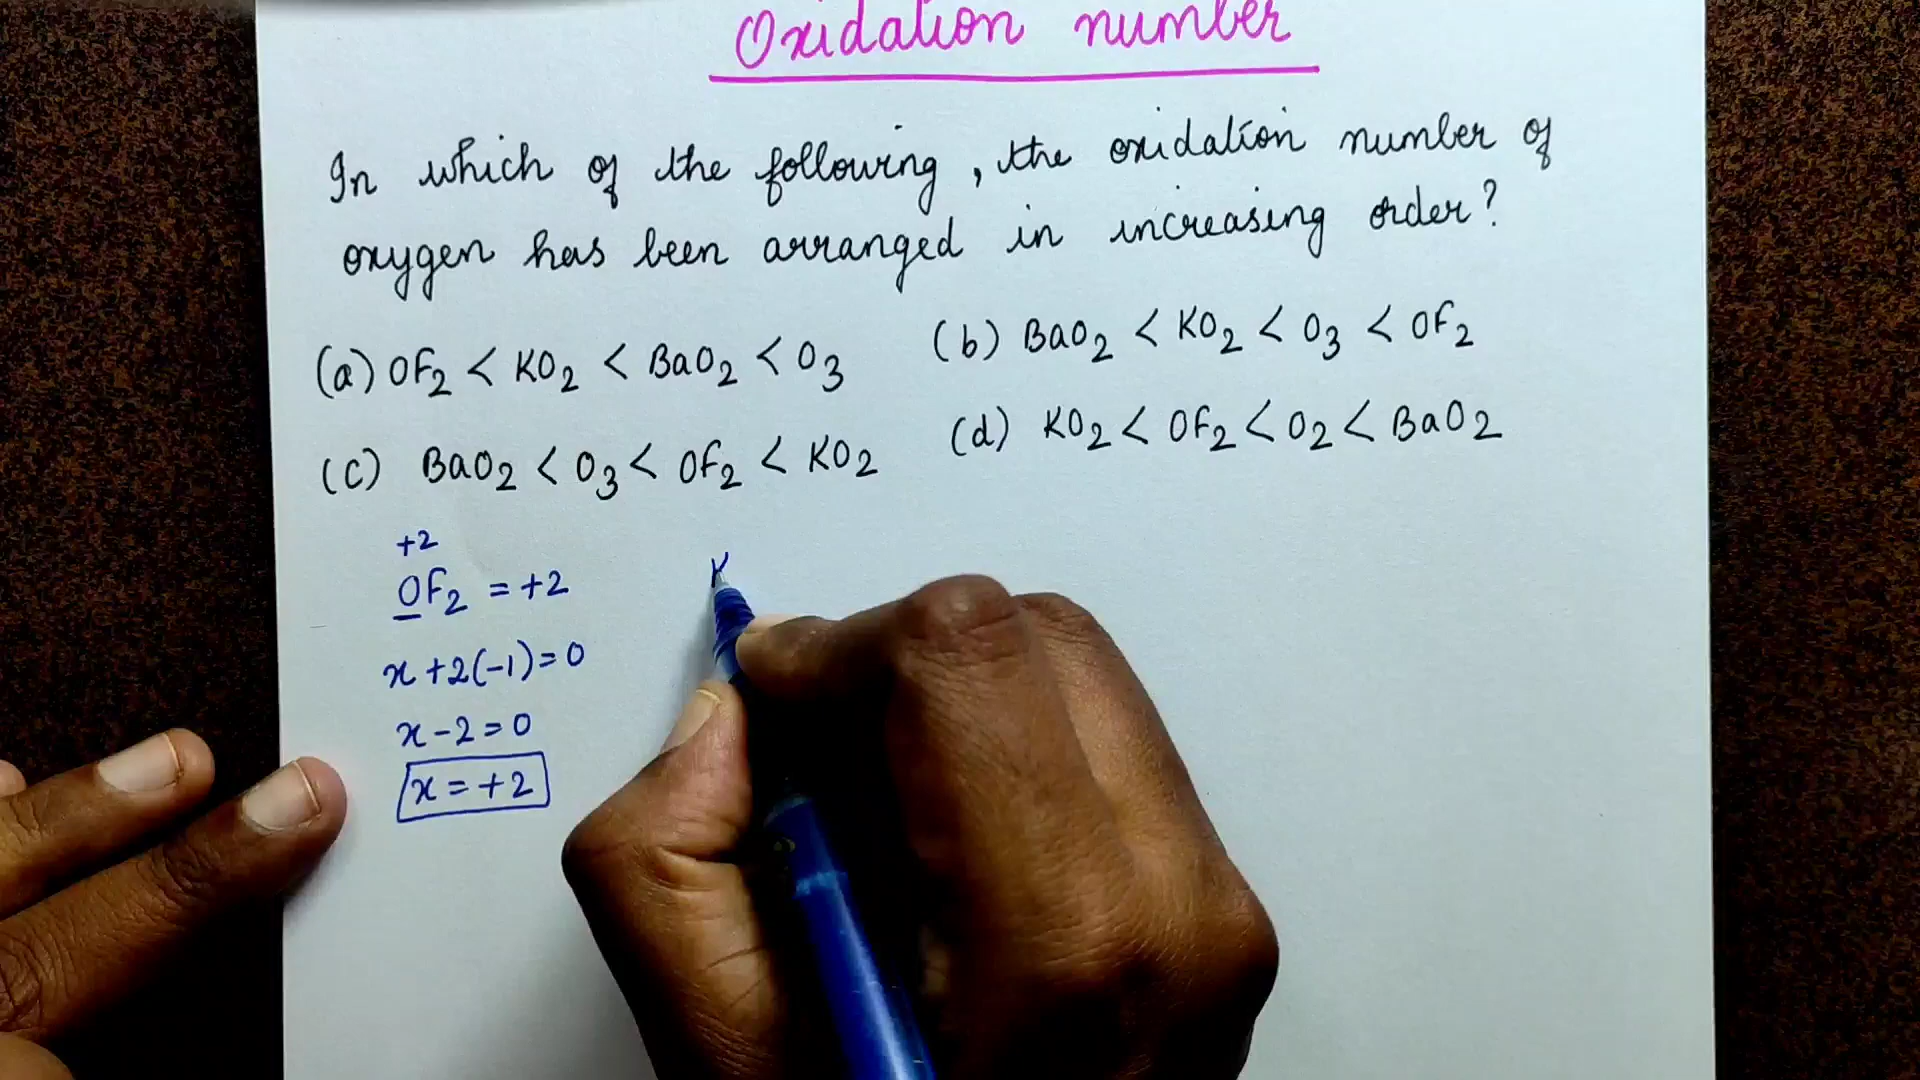 Oxidation number
In which of the following, the oxidation number of
oxygen has been arranged in increasing order?
(a) OF₂ < KO₂ < BaO₂ < O₃
(b) BaO₂ < KO₂ < O₃ < OF₂
(c) BaO₂ < O₃ < OF₂ < KO₂
(d) KO₂ < OF₂ < O₂ < BaO₂
+2
OF₂ = +2
x + 2(-1) = 0
x - 2 = 0
x = +2
K